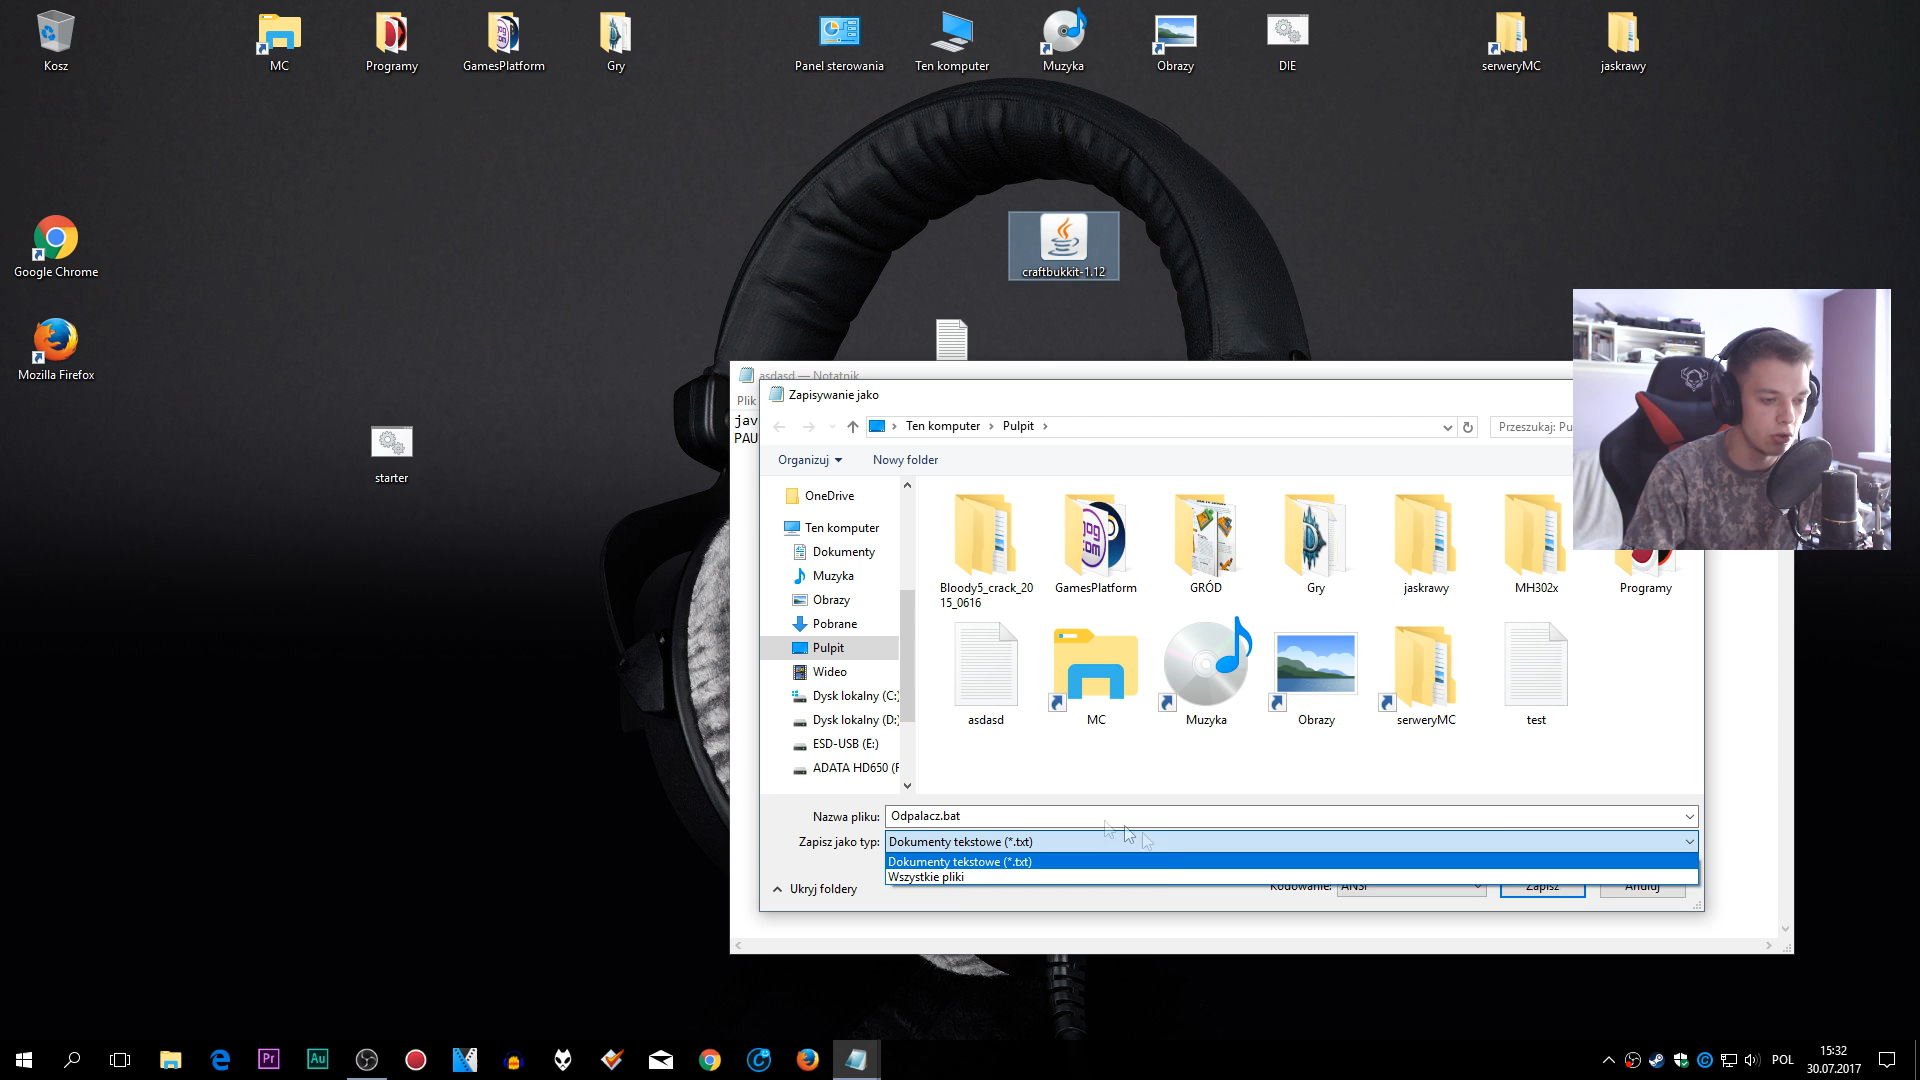 Kosz
MC
Programy
GamesPlatform
Gry
Panel sterowania
Ten komputer
Muzyka
Obrazy
DIE
serweryMC
jaskrawy
Google Chrome
craftbukkit-1.12
Mozilla Firefox
starter
asdasd — Notatnik
Plik
jav
PAU
Zapisywanie jako
Ten komputer
Pulpit
Przeszukaj: Pu
Organizuj
Nowy folder
OneDrive
Ten komputer
Dokumenty
Muzyka
Obrazy
Pobrane
Pulpit
Wideo
Dysk lokalny (C:)
Dysk lokalny (D:)
ESD-USB (E:)
ADATA HD650 (F
Bloody5_crack_20
15_0616
GamesPlatform
gog
com
GRÓD
Gry
jaskrawy
MH302x
Programy
asdasd
MC
Muzyka
Obrazy
serweryMC
test
Nazwa pliku: Odpalacz.bat
Zapisz jako typ: Dokumenty tekstowe (*.txt)
Dokumenty tekstowe (*.txt)
Wszystkie pliki
Ukryj foldery
Kodowanie: ANSI
Zapisz
Anuluj
Pr
Au
POL
15:32
30.07.2017